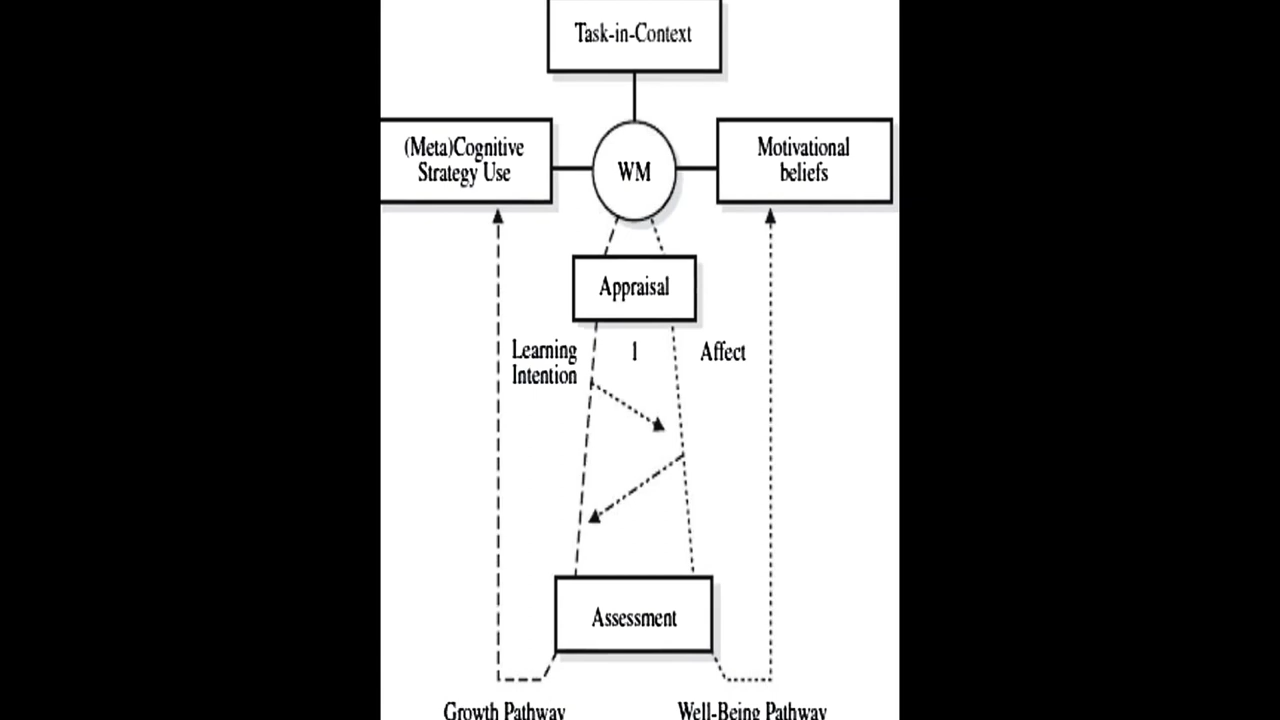 Task-in-Context
(Meta)Cognitive
Strategy Use
WM
Motivational
beliefs
Appraisal
Learning
Intention
1
Affect
Assessment
Growth Pathway
Well-Being Pathway